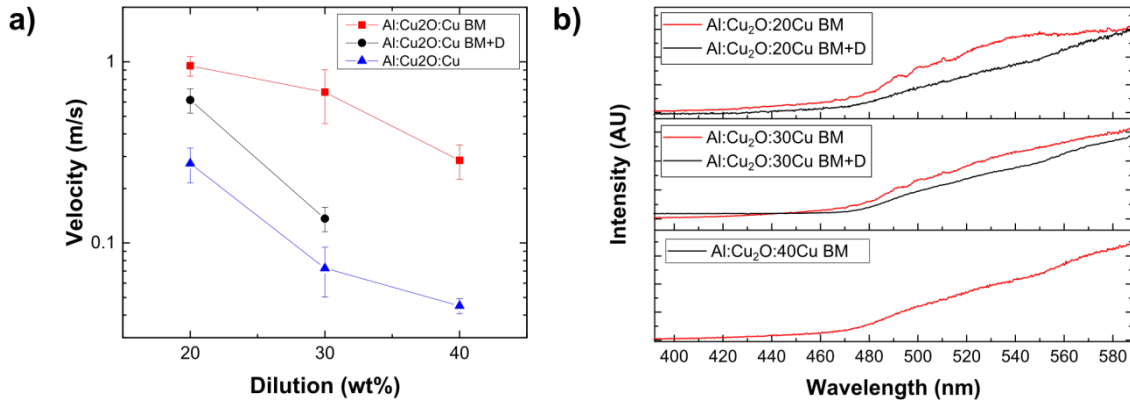 a)
Al:Cu2O:Cu BM
Al:Cu2O:Cu BM+D
Al:Cu2O:Cu
1
0.1
Velocity (m/s)
20 30 40
Dilution (wt%)
b)
Al:Cu₂O:20Cu BM
Al:Cu₂O:20Cu BM+D
Al:Cu₂O:30Cu BM
Al:Cu₂O:30Cu BM+D
Al:Cu₂O:40Cu BM
Intensity (AU)
400 420 440 460 480 500 520 540 560 580
Wavelength (nm)